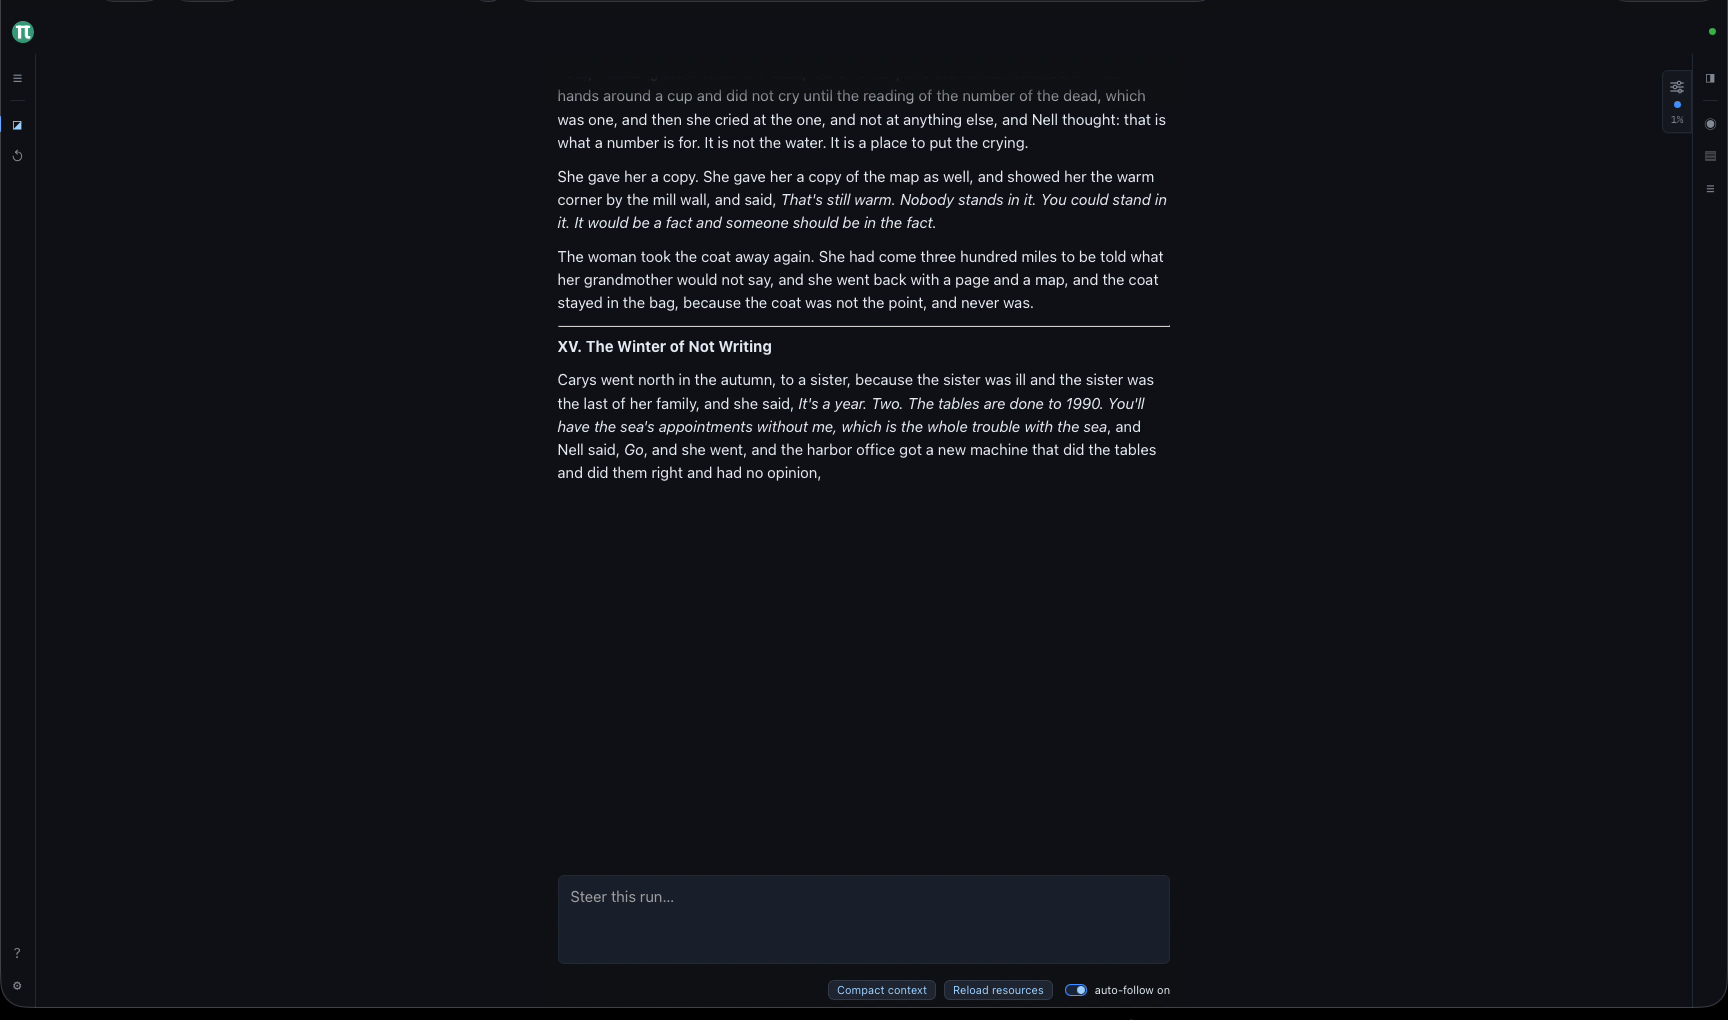 hands around a cup and did not cry until the reading of the number of the dead, which
was one, and then she cried at the one, and not at anything else, and Nell thought: that is
what a number is for. It is not the water. It is a place to put the crying.
She gave her a copy. She gave her a copy of the map as well, and showed her the warm
corner by the mill wall, and said, That's still warm. Nobody stands in it. You could stand in
it. It would be a fact and someone should be in the fact.
The woman took the coat away again. She had come three hundred miles to be told what
her grandmother would not say, and she went back with a page and a map, and the coat
stayed in the bag, because the coat was not the point, and never was.
XV. The Winter of Not Writing
Carys went north in the autumn, to a sister, because the sister was ill and the sister was
the last of her family, and she said, It's a year. Two. The tables are done to 1990. You'll
have the sea's appointments without me, which is the whole trouble with the sea, and
Nell said, Go, and she went, and the harbor office got a new machine that did the tables
and did them right and had no opinion,
1%
Steer this run...
Compact context
Reload resources
auto-follow on